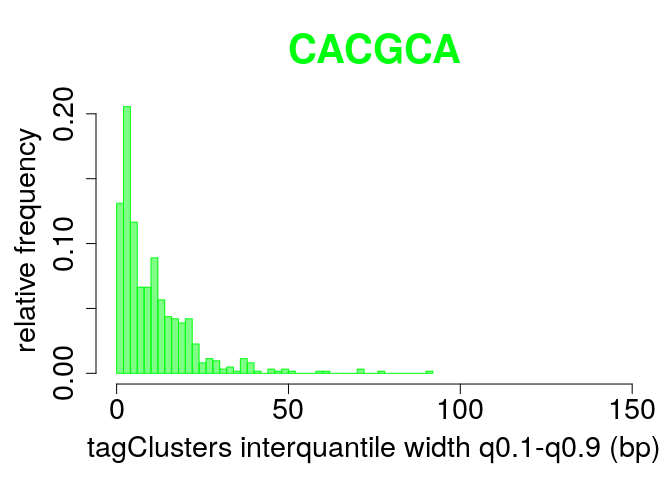 CACGCA
relative frequency
0.20
0.10
0.00
0 50 100 150
tagClusters interquantile width q0.1-q0.9 (bp)